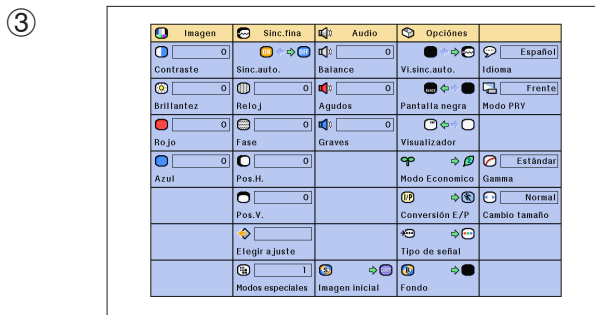 ③
Imagen Sinc.fina Audio Opciónes
0 0 Español
Contraste Sinc.auto. Balance Vi.sinc.auto. Idioma
0 0 0 Frente
Brillantez Reloj Agudos Pantalla negra Modo PRY
0 0 0
Rojo Fase Graves Visualizador
0 0 Estándar
Azul Pos.H. Modo Economico Gamma
0 I/P Normal
Pos.V. Conversión E/P Cambio tamaño
Elegir ajuste Tipo de señal
1
Modos especiales Imagen inicial Fondo